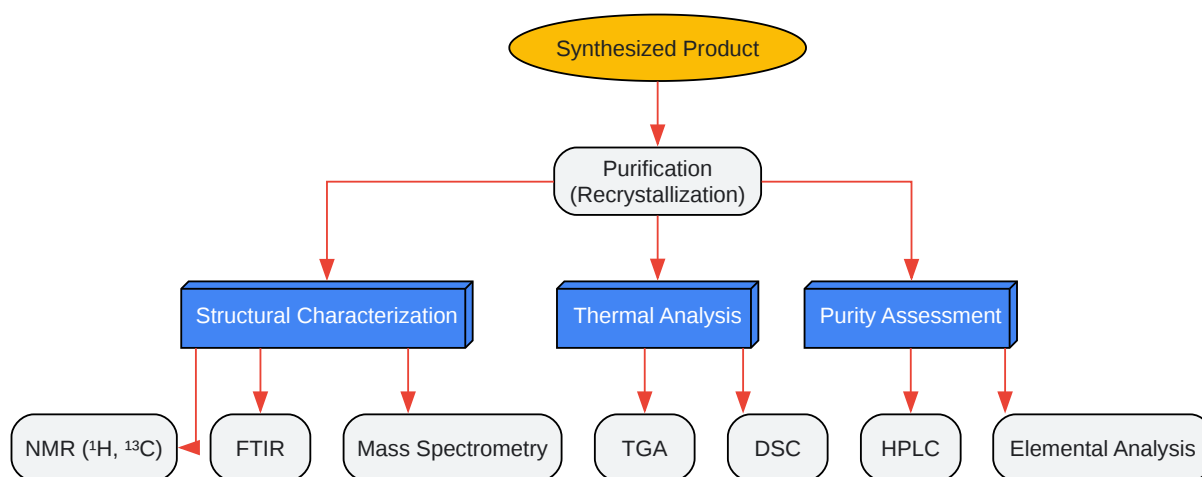 Synthesized Product
Purification
(Recrystallization)
Structural Characterization
Thermal Analysis
Purity Assessment
NMR (¹H, ¹³C)
FTIR
Mass Spectrometry
TGA
DSC
HPLC
Elemental Analysis